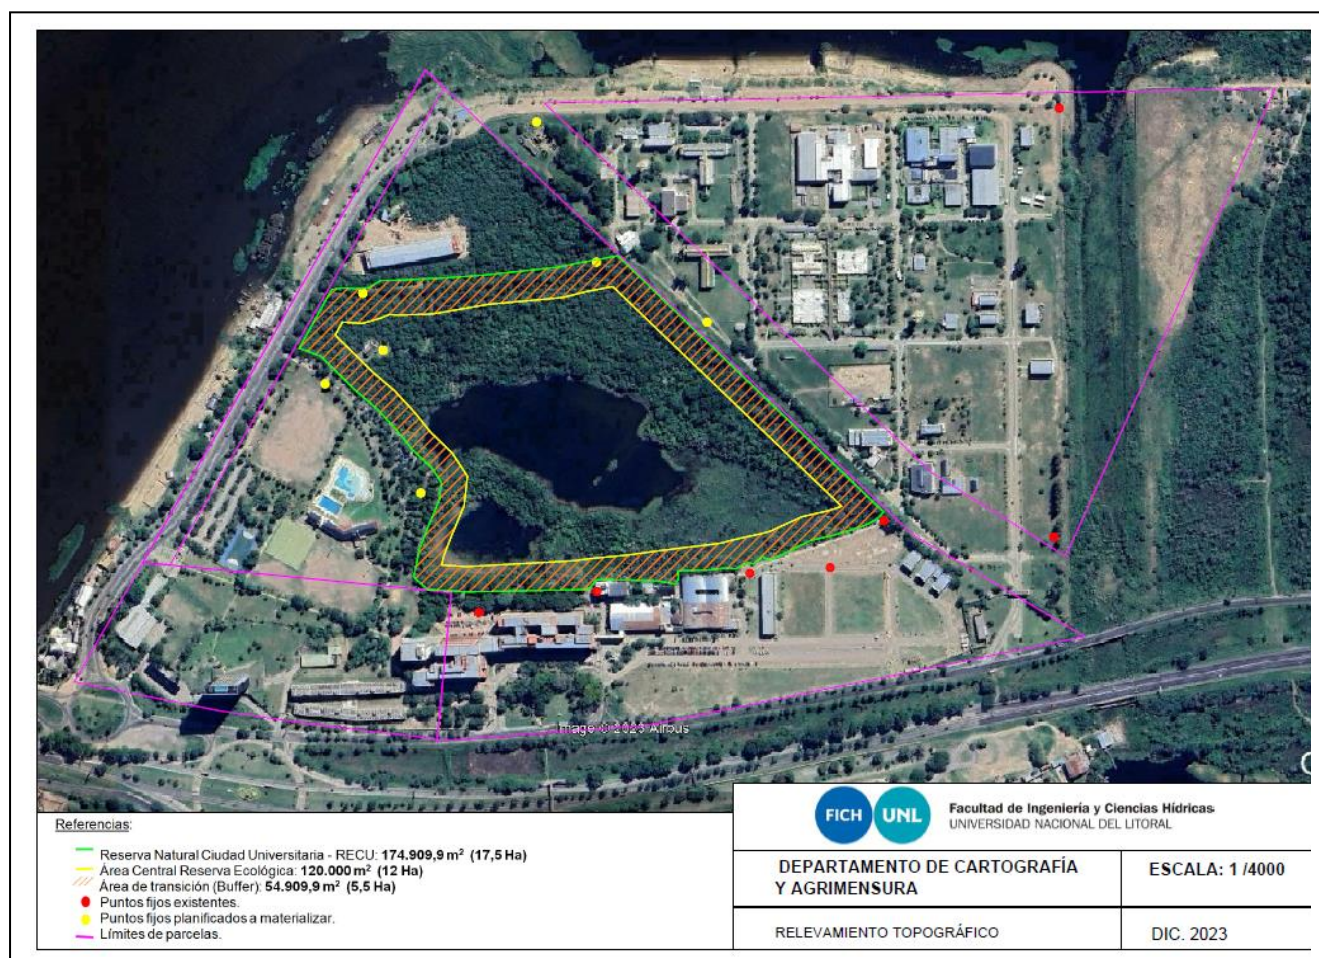 Image © 2023 Airbus
Referencias:
Reserva Natural Ciudad Universitaria - RECU: 174.909,9 m² (17,5 Ha)
Área Central Reserva Ecológica: 120.000 m² (12 Ha)
Área de transición (Buffer): 54.909,9 m² (5,5 Ha)
Puntos fijos existentes.
Puntos fijos planificados a materializar.
Límites de parcelas.
FICH UNL
Facultad de Ingeniería y Ciencias Hídricas
UNIVERSIDAD NACIONAL DEL LITORAL
DEPARTAMENTO DE CARTOGRAFÍA
Y AGRIMENSURA
ESCALA: 1 /4000
RELEVAMIENTO TOPOGRÁFICO
DIC. 2023